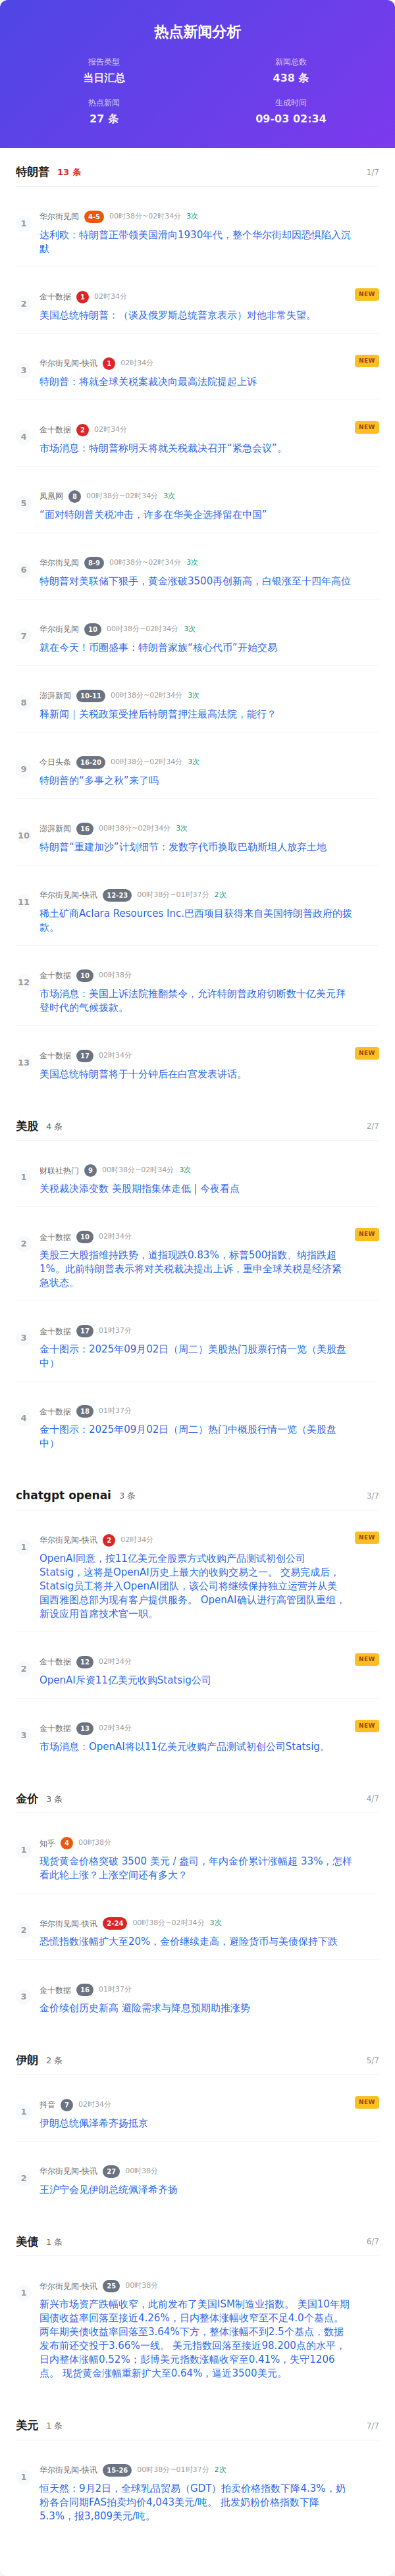 热点新闻分析
报告类型
当日汇总
新闻总数
438 条
热点新闻
27 条
生成时间
09-03 02:34
特朗普 13 条 1/7
1
华尔街见闻 4-5 00时38分~02时34分 3次
达利欧：特朗普正带领美国滑向1930年代，整个华尔街却因恐惧陷入沉
默
2
金十数据 1 02时34分 NEW
美国总统特朗普：（谈及俄罗斯总统普京表示）对他非常失望。
3
华尔街见闻-快讯 1 02时34分 NEW
特朗普：将就全球关税案裁决向最高法院提起上诉
4
金十数据 2 02时34分 NEW
市场消息：特朗普称明天将就关税裁决召开“紧急会议”。
5
凤凰网 8 00时38分~02时34分 3次
“面对特朗普关税冲击，许多在华美企选择留在中国”
6
华尔街见闻 8-9 00时38分~02时34分 3次
特朗普对美联储下狠手，黄金涨破3500再创新高，白银涨至十四年高位
7
华尔街见闻 10 00时38分~02时34分 3次
就在今天！币圈盛事：特朗普家族“核心代币”开始交易
8
澎湃新闻 10-11 00时38分~02时34分 3次
释新闻｜关税政策受挫后特朗普押注最高法院，能行？
9
今日头条 16-20 00时38分~02时34分 3次
特朗普的“多事之秋”来了吗
10
澎湃新闻 16 00时38分~02时34分 3次
特朗普“重建加沙”计划细节：发数字代币换取巴勒斯坦人放弃土地
11
华尔街见闻-快讯 12-23 00时38分~01时37分 2次
稀土矿商Aclara Resources Inc.巴西项目获得来自美国特朗普政府的拨
款。
12
金十数据 10 00时38分
市场消息：美国上诉法院推翻禁令，允许特朗普政府切断数十亿美元拜
登时代的气候拨款。
13
金十数据 17 02时34分 NEW
美国总统特朗普将于十分钟后在白宫发表讲话。
美股 4 条 2/7
1
财联社热门 9 00时38分~02时34分 3次
关税裁决添变数 美股期指集体走低 | 今夜看点
2
金十数据 10 02时34分 NEW
美股三大股指维持跌势，道指现跌0.83%，标普500指数、纳指跌超
1%。此前特朗普表示将对关税裁决提出上诉，重申全球关税是经济紧
急状态。
3
金十数据 17 01时37分
金十图示：2025年09月02日（周二）美股热门股票行情一览（美股盘
中）
4
金十数据 18 01时37分
金十图示：2025年09月02日（周二）热门中概股行情一览（美股盘
中）
chatgpt openai 3 条 3/7
1
华尔街见闻-快讯 2 02时34分 NEW
OpenAI同意，按11亿美元全股票方式收购产品测试初创公司
Statsig，这将是OpenAI历史上最大的收购交易之一。 交易完成后，
Statsig员工将并入OpenAI团队，该公司将继续保持独立运营并从美
国西雅图总部为现有客户提供服务。 OpenAI确认进行高管团队重组，
新设应用首席技术官一职。
2
金十数据 12 02时34分 NEW
OpenAI斥资11亿美元收购Statsig公司
3
金十数据 13 02时34分 NEW
市场消息：OpenAI将以11亿美元收购产品测试初创公司Statsig。
金价 3 条 4/7
1
知乎 4 00时38分
现货黄金价格突破 3500 美元 / 盎司，年内金价累计涨幅超 33%，怎样
看此轮上涨？上涨空间还有多大？
2
华尔街见闻-快讯 2-24 00时38分~02时34分 3次
恐慌指数涨幅扩大至20%，金价继续走高，避险货币与美债保持下跌
3
金十数据 16 01时37分
金价续创历史新高 避险需求与降息预期助推涨势
伊朗 2 条 5/7
1
抖音 7 02时34分 NEW
伊朗总统佩泽希齐扬抵京
2
华尔街见闻-快讯 27 00时38分
王沪宁会见伊朗总统佩泽希齐扬
美债 1 条 6/7
1
华尔街见闻-快讯 25 00时38分
新兴市场资产跌幅收窄，此前发布了美国ISM制造业指数。 美国10年期
国债收益率回落至接近4.26%，日内整体涨幅收窄至不足4.0个基点。
两年期美债收益率回落至3.64%下方，整体涨幅不到2.5个基点，数据
发布前还交投于3.66%一线。 美元指数回落至接近98.200点的水平，
日内整体涨幅0.52%；彭博美元指数涨幅收窄至0.41%，失守1206
点。 现货黄金涨幅重新扩大至0.64%，逼近3500美元。
美元 1 条 7/7
1
华尔街见闻-快讯 15-26 00时38分~01时37分 2次
恒天然：9月2日，全球乳品贸易（GDT）拍卖价格指数下降4.3%，奶
粉各合同期FAS拍卖均价4,043美元/吨。 批发奶粉价格指数下降
5.3%，报3,809美元/吨。